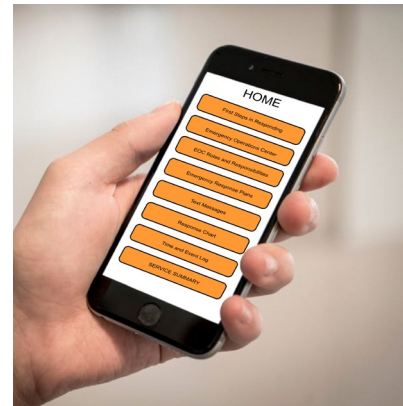 HOME
First Steps in Responding
Emergency Operations Center
EOC Roles and Responsibilities
Emergency Response Plans
Text Messages
Response Chart
Time and Event Log
SERVICE SUMMARY